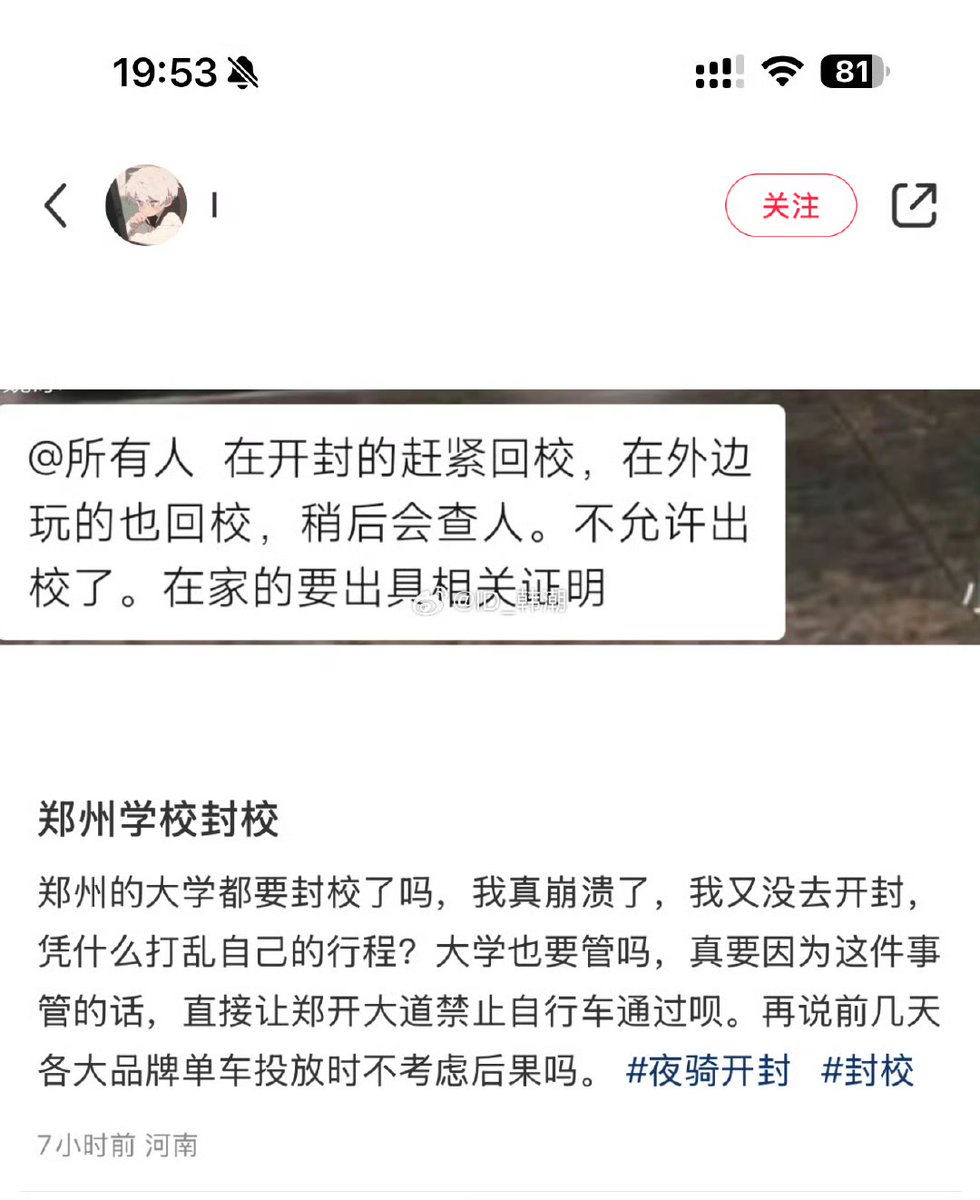 19:53
81
l
关注
@所有人 在开封的赶紧回校，在外边
玩的也回校，稍后会查人。不允许出
校了。在家的要出具相关证明
@ID_韩潮
郑州学校封校
郑州的大学都要封校了吗，我真崩溃了，我又没去开封，
凭什么打乱自己的行程？大学也要管吗，真要因为这件事
管的话，直接让郑开大道禁止自行车通过呗。再说前几天
各大品牌单车投放时不考虑后果吗。 #夜骑开封 #封校
7小时前 河南